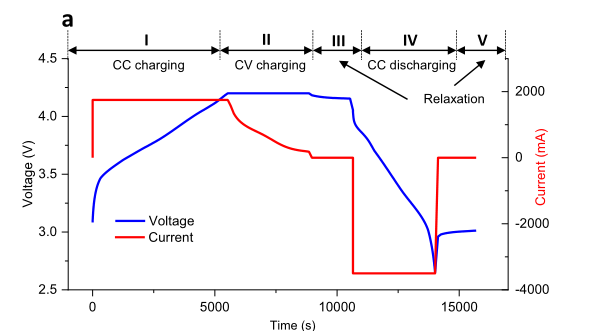 a
I II III IV V
CC charging CV charging CC discharging
Relaxation
4.5
4.0
3.5
3.0
2.5
Voltage (V)
2000
0
-2000
-4000
Current (mA)
Voltage
Current
0 5000 10000 15000
Time (s)